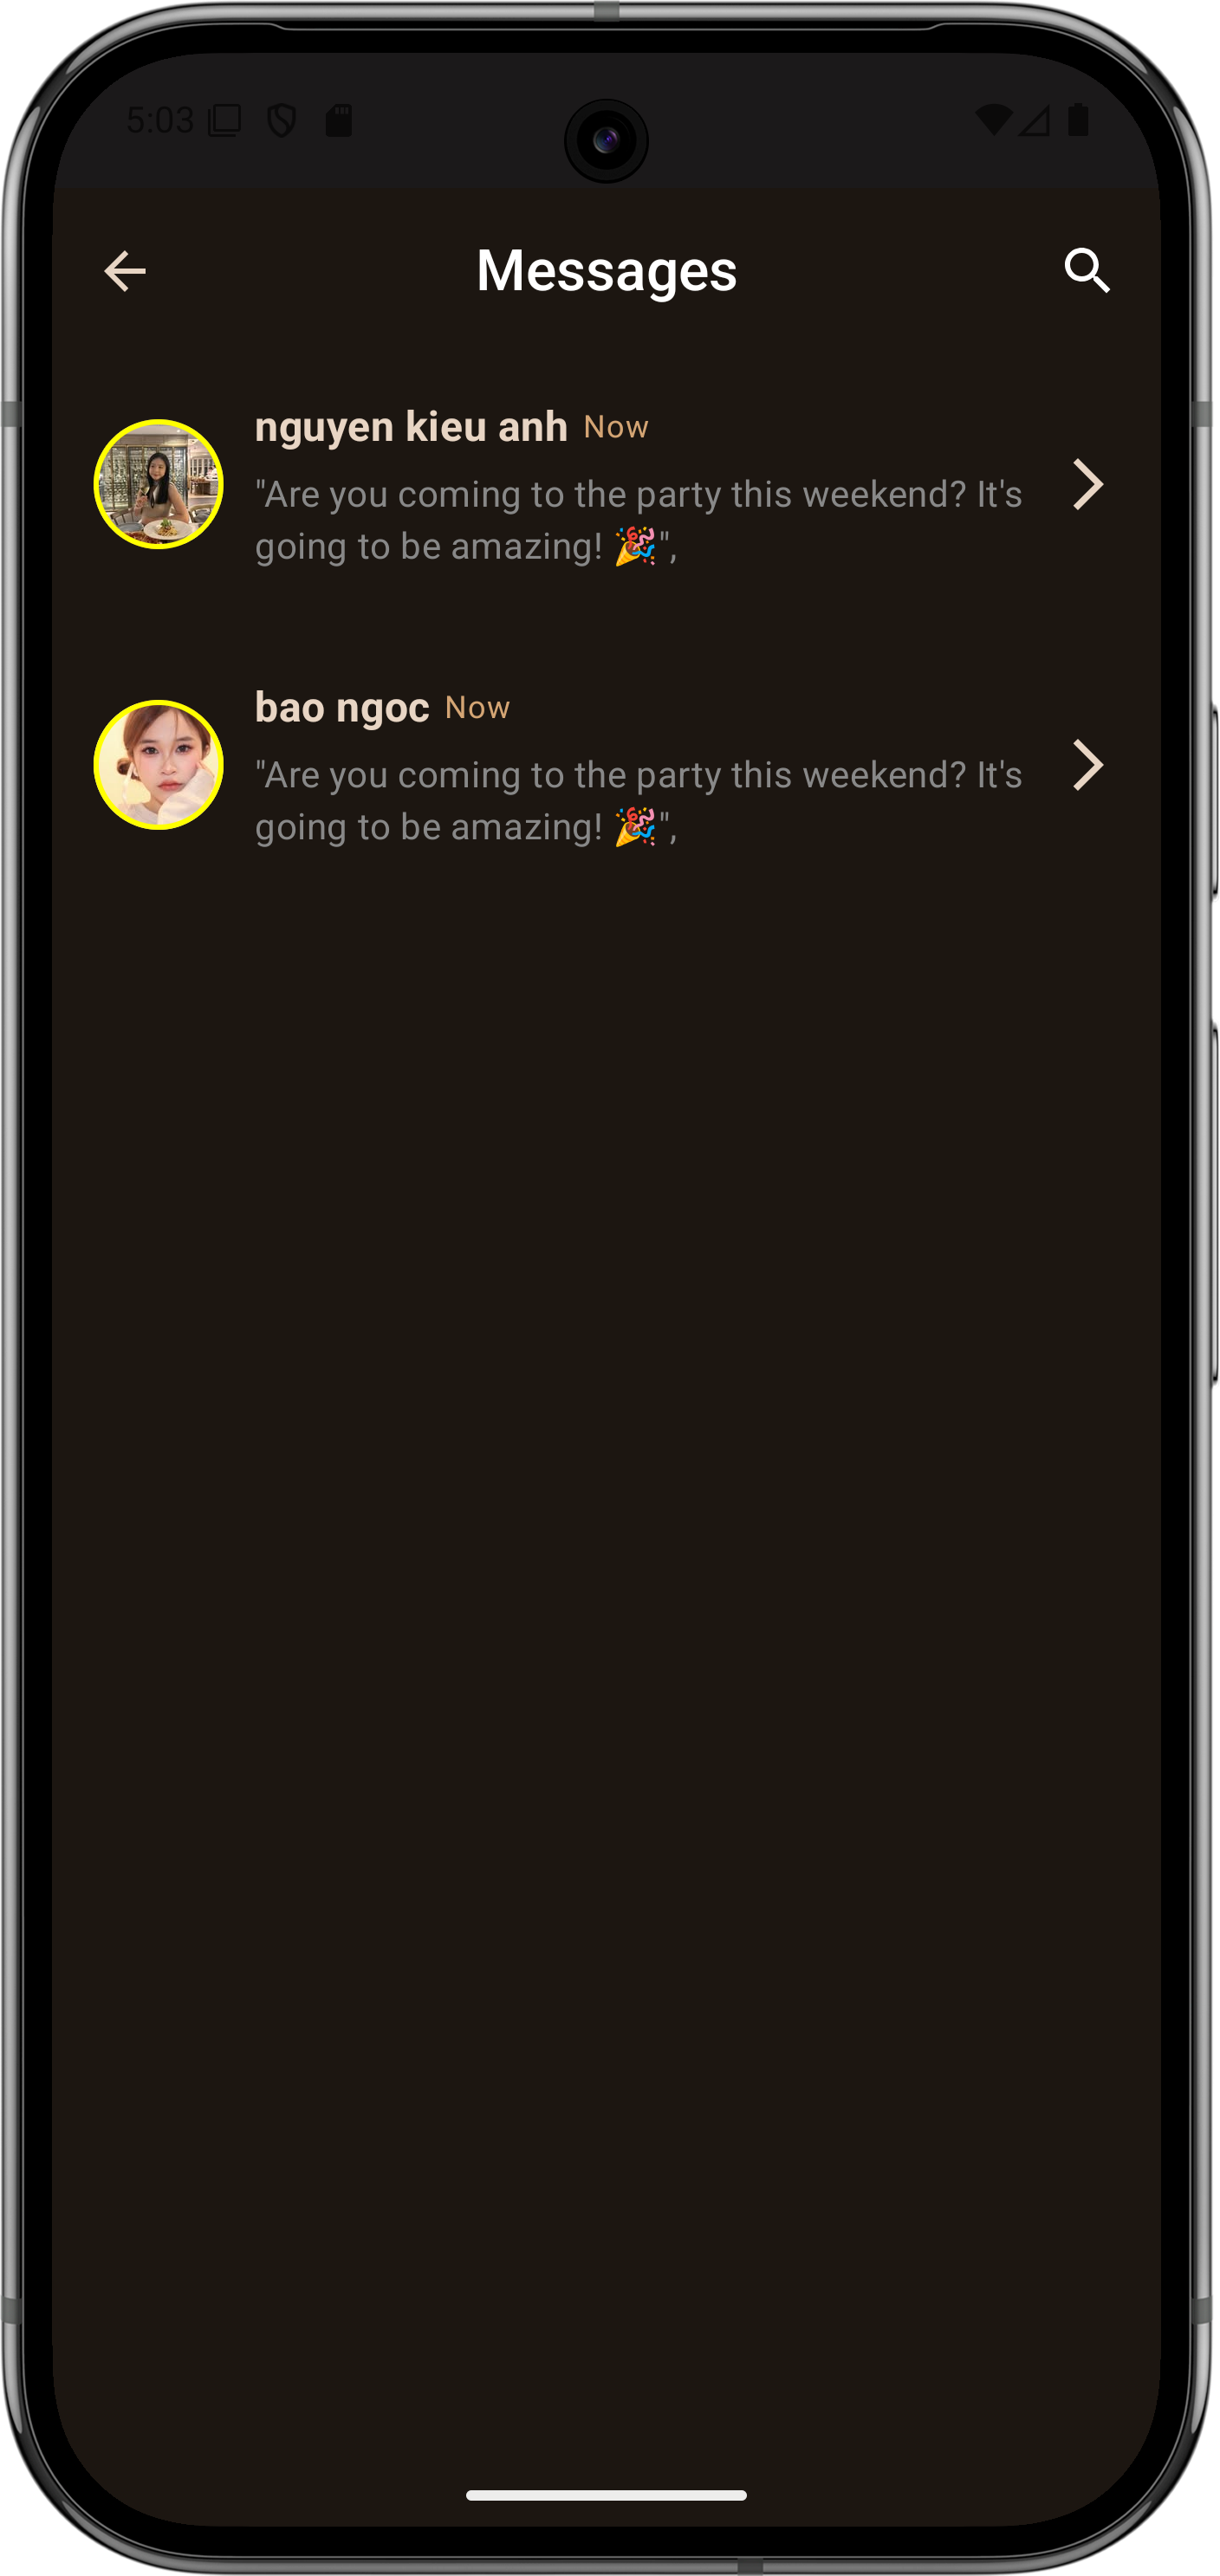 5:03
Messages
nguyen kieu anh Now
"Are you coming to the party this weekend? It's
going to be amazing! 🎉",
bao ngoc Now
"Are you coming to the party this weekend? It's
going to be amazing! 🎉",